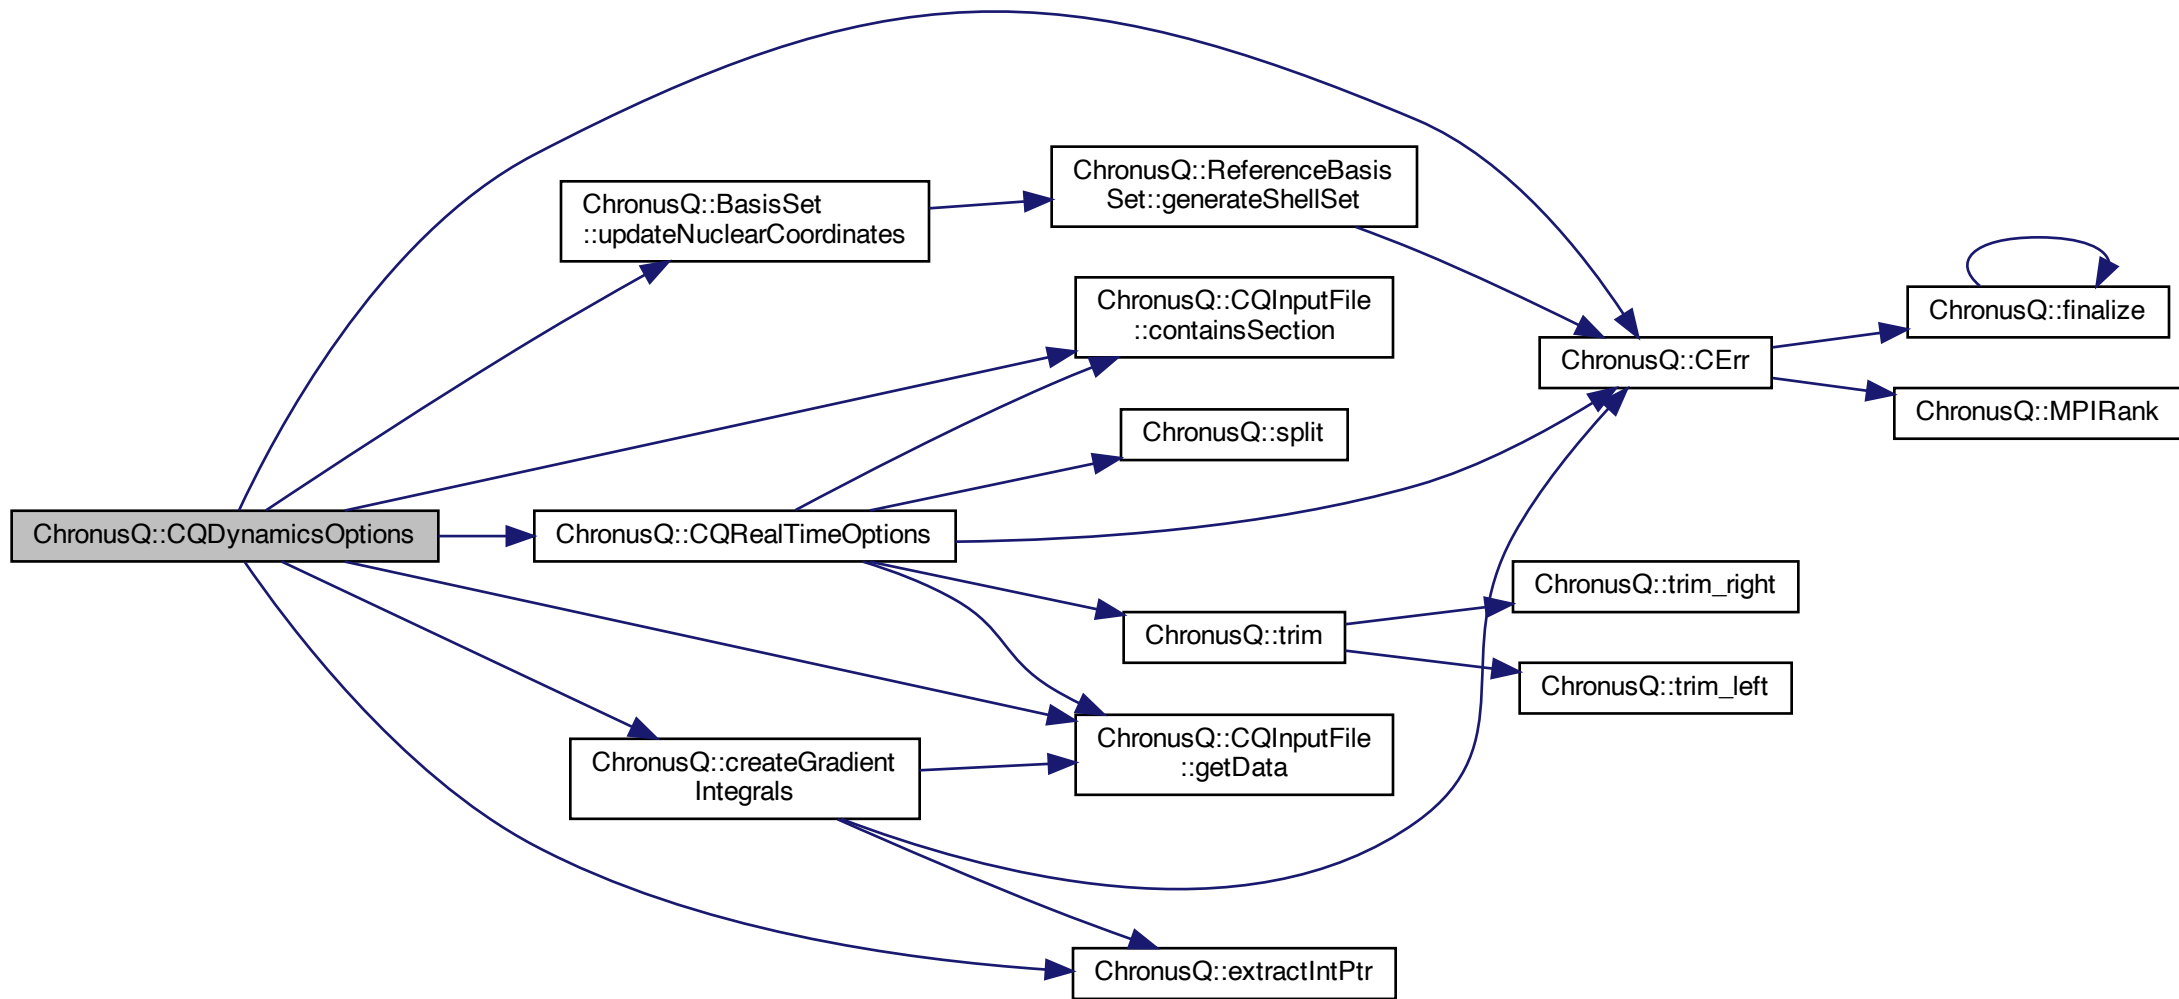 ChronusQ::CQDynamicsOptions
ChronusQ::BasisSet
::updateNuclearCoordinates
ChronusQ::ReferenceBasis
Set::generateShellSet
ChronusQ::CErr
ChronusQ::finalize
ChronusQ::MPIRank
ChronusQ::CQInputFile
::containsSection
ChronusQ::CQRealTimeOptions
ChronusQ::split
ChronusQ::trim
ChronusQ::trim_right
ChronusQ::trim_left
ChronusQ::CQInputFile
::getData
ChronusQ::createGradient
Integrals
ChronusQ::extractIntPtr